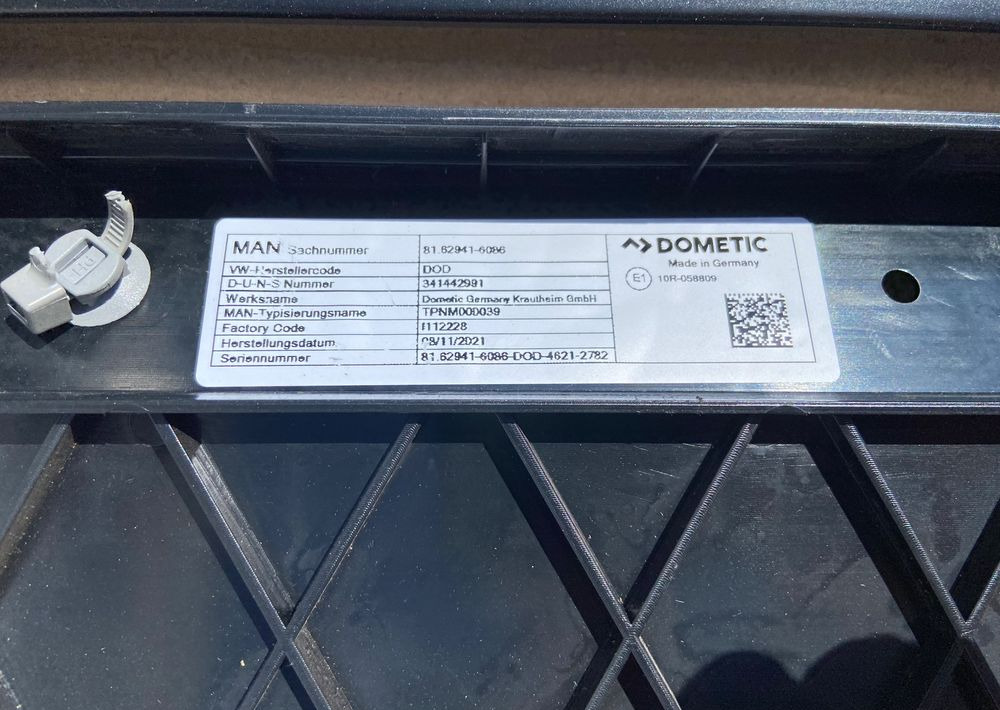 MAN Sachnummer 81.62941-6086
VW-Herstellercode DOD
D-U-N-S Nummer 341442991
Werksname Dometic Germany Krautheim GmbH
MAN-Typisierungsname TPNM000039
Factory Code f112228
Herstellungsdatum 08/11/2021
Seriennummer 81.62941-6086-DOD-4621-2782
DOMETIC
Made in Germany
E1 10R-058809